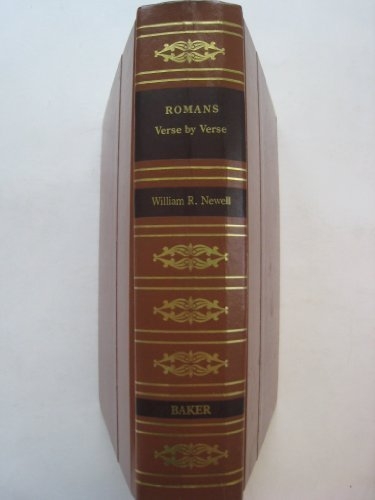 ROMANS
Verse by Verse
William R. Newell
BAKER